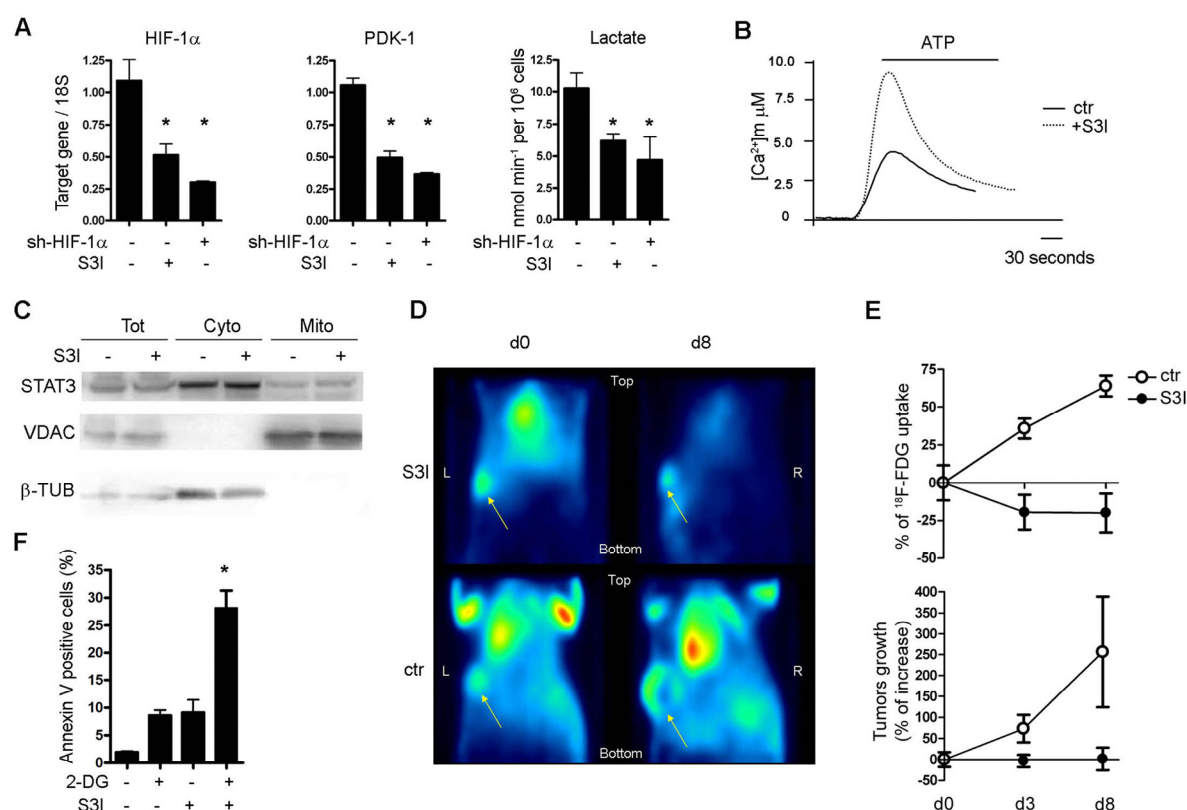 A
HIF-1α
PDK-1
Lactate
Target gene / 18S
1.25
1.00
0.75
0.50
0.25
0.00
* *
1.25
1.00
0.75
0.50
0.25
0.00
* *
nmol min-1 per 10⁶ cells
12.5
10.0
7.5
5.0
2.5
0.0
* *
sh-HIF-1α - - +
S3I - + -
sh-HIF-1α - - +
S3I - + -
sh-HIF-1α - - +
S3I - + -
B
ATP
[Ca²⁺]m μM
10.0
7.5
5.0
2.5
0
ctr
+S3I
30 seconds
C
Tot Cyto Mito
S3I - + - + - +
STAT3
VDAC
β-TUB
D
d0 d8
Top
S3I
L R
Bottom
Top
ctr
L R
Bottom
E
% of ¹⁸F-FDG uptake
75
50
25
0
-25
-50
ctr
S3I
Tumors growth
(% of increase)
400
350
300
250
200
150
100
50
0
-50
d0 d3 d8
F
Annexin V positive cells (%)
35
30
25
20
15
10
5
0
*
2-DG - + - +
S3I - - + +